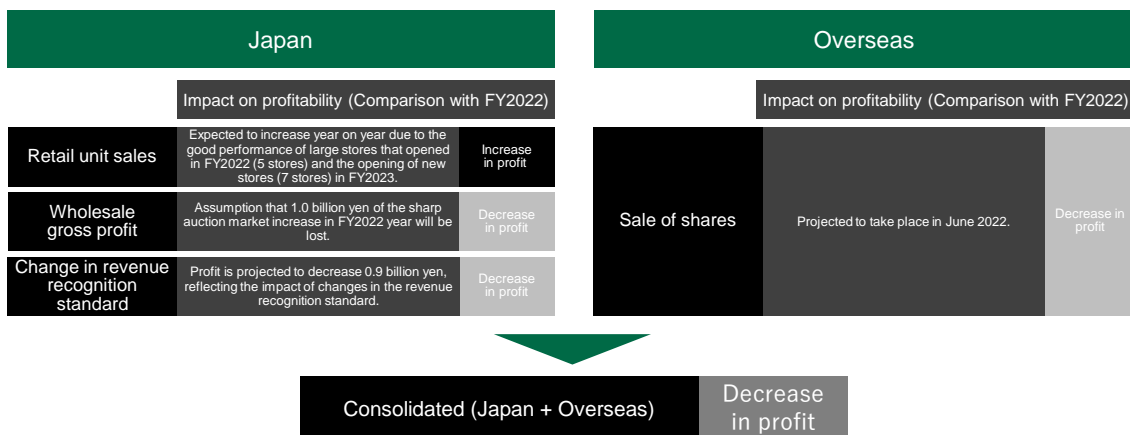 Japan
Impact on profitability (Comparison with FY2022)
Retail unit sales
Expected to increase year on year due to the
good performance of large stores that opened
in FY2022 (5 stores) and the opening of new
stores (7 stores) in FY2023.
Increase
in profit
Wholesale
gross profit
Assumption that 1.0 billion yen of the sharp
auction market increase in FY2022 year will be
lost.
Decrease
in profit
Change in revenue
recognition
standard
Profit is projected to decrease 0.9 billion yen,
reflecting the impact of changes in the revenue
recognition standard.
Decrease
in profit
Overseas
Impact on profitability (Comparison with FY2022)
Sale of shares
Projected to take place in June 2022.
Decrease in
profit
Consolidated (Japan + Overseas)
Decrease
in profit